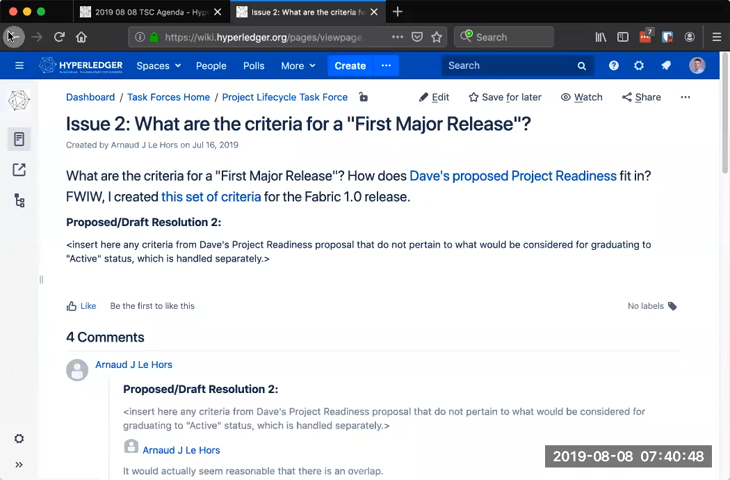 2019 08 08 TSC Agenda - Hyp
Issue 2: What are the criteria fo
https://wiki.hyperledger.org/pages/viewpage
Search
7
HYPERLEDGER
Spaces
People
Polls
More
Create
Search
Dashboard / Task Forces Home / Project Lifecycle Task Force
Edit
Save for later
Watch
Share
Issue 2: What are the criteria for a "First Major Release"?
Created by Arnaud J Le Hors on Jul 16, 2019
What are the criteria for a "First Major Release"? How does Dave's proposed Project Readiness fit in?
FWIW, I created this set of criteria for the Fabric 1.0 release.
Proposed/Draft Resolution 2:
<insert here any criteria from Dave's Project Readiness proposal that do not pertain to what would be considered for graduating to
"Active" status, which is handled separately.>
Like
Be the first to like this
No labels
4 Comments
Arnaud J Le Hors
Proposed/Draft Resolution 2:
<insert here any criteria from Dave's Project Readiness proposal that do not pertain to what would be considered for
graduating to "Active" status, which is handled separately.>
Arnaud J Le Hors
It would actually seem reasonable that there is an overlap.
2019-08-08 07:40:48